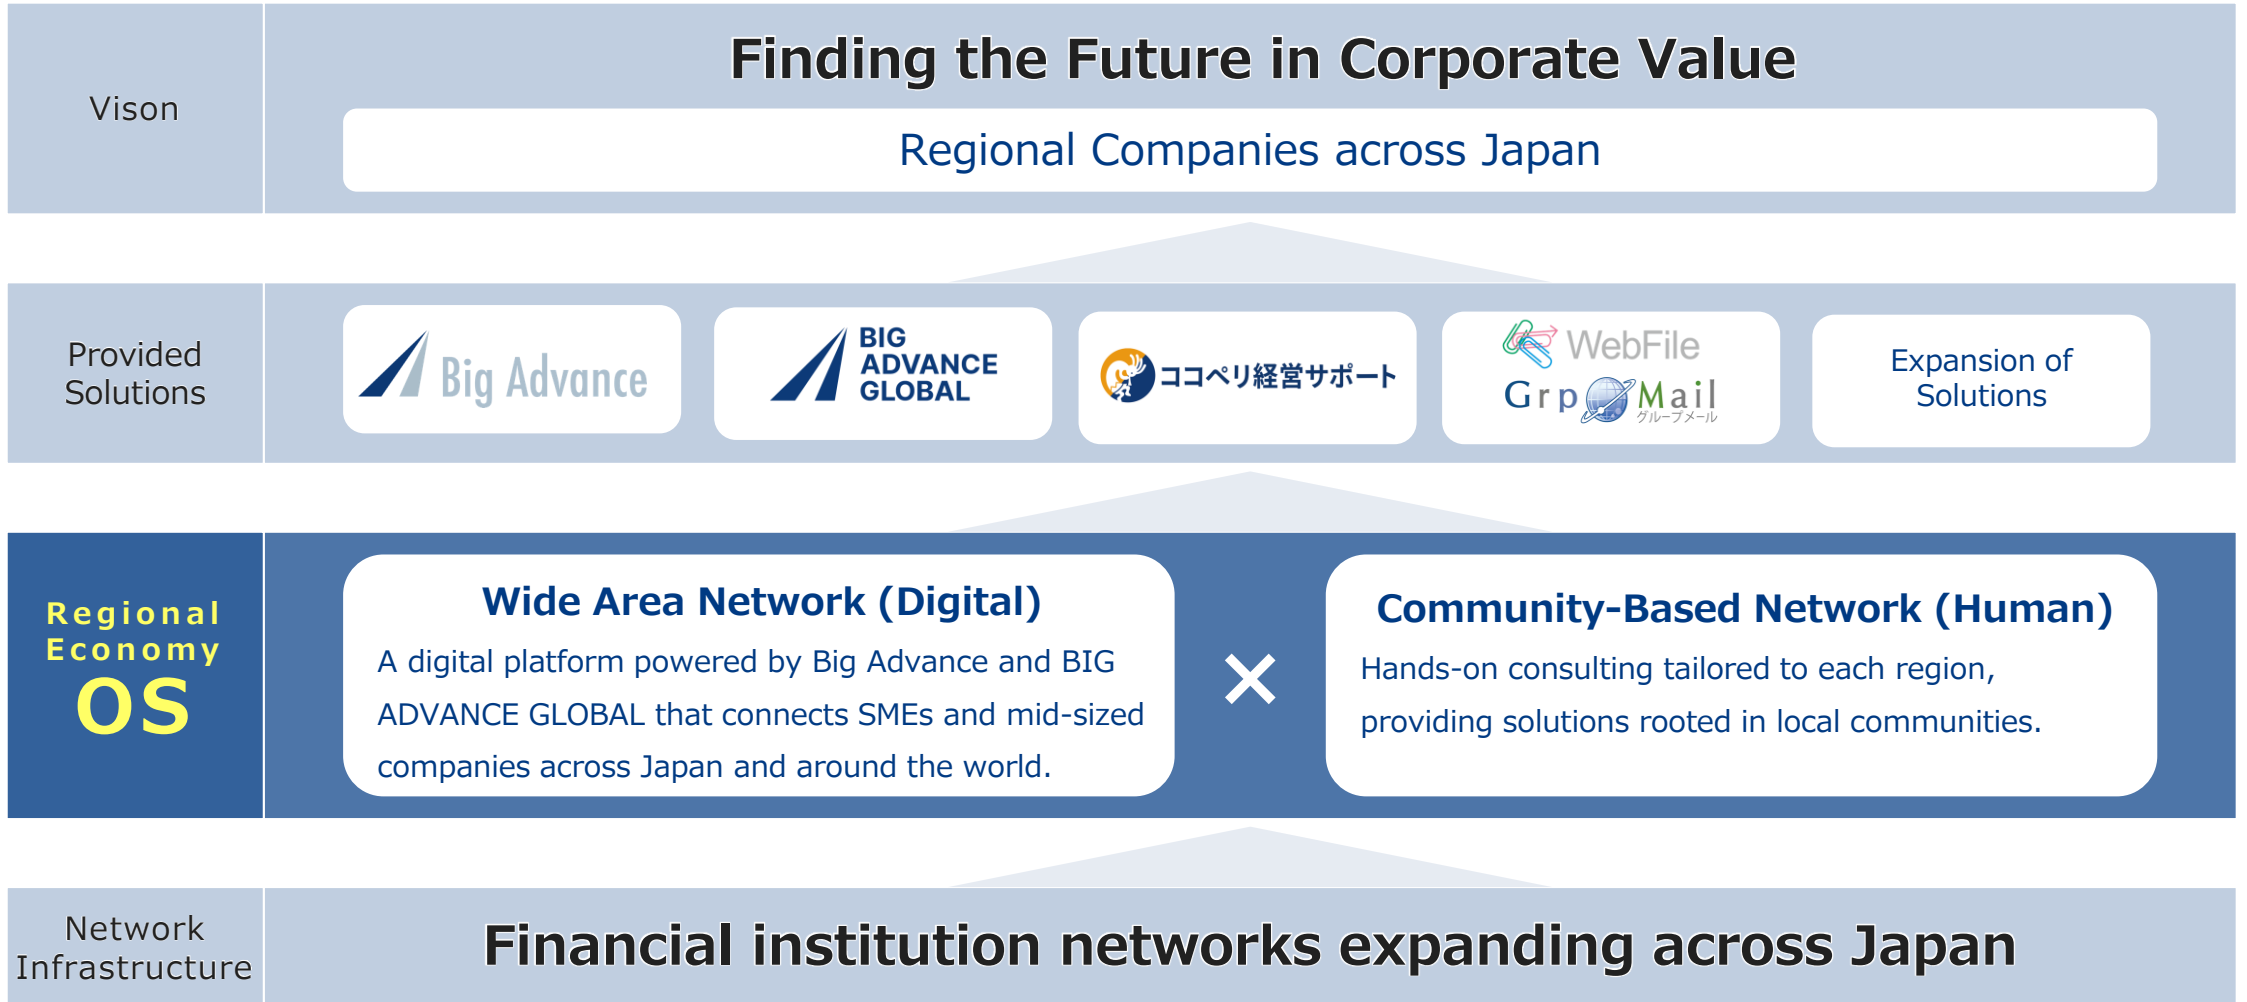 Vison
Finding the Future in Corporate Value
Regional Companies across Japan
Provided
Solutions
Big Advance
BIG
ADVANCE
GLOBAL
ココペリ経営サポート
WebFile
Grp Mail
グループメール
Expansion of
Solutions
Regional
Economy
OS
Wide Area Network (Digital)
A digital platform powered by Big Advance and BIG
ADVANCE GLOBAL that connects SMEs and mid-sized
companies across Japan and around the world.
×
Community-Based Network (Human)
Hands-on consulting tailored to each region,
providing solutions rooted in local communities.
Network
Infrastructure
Financial institution networks expanding across Japan